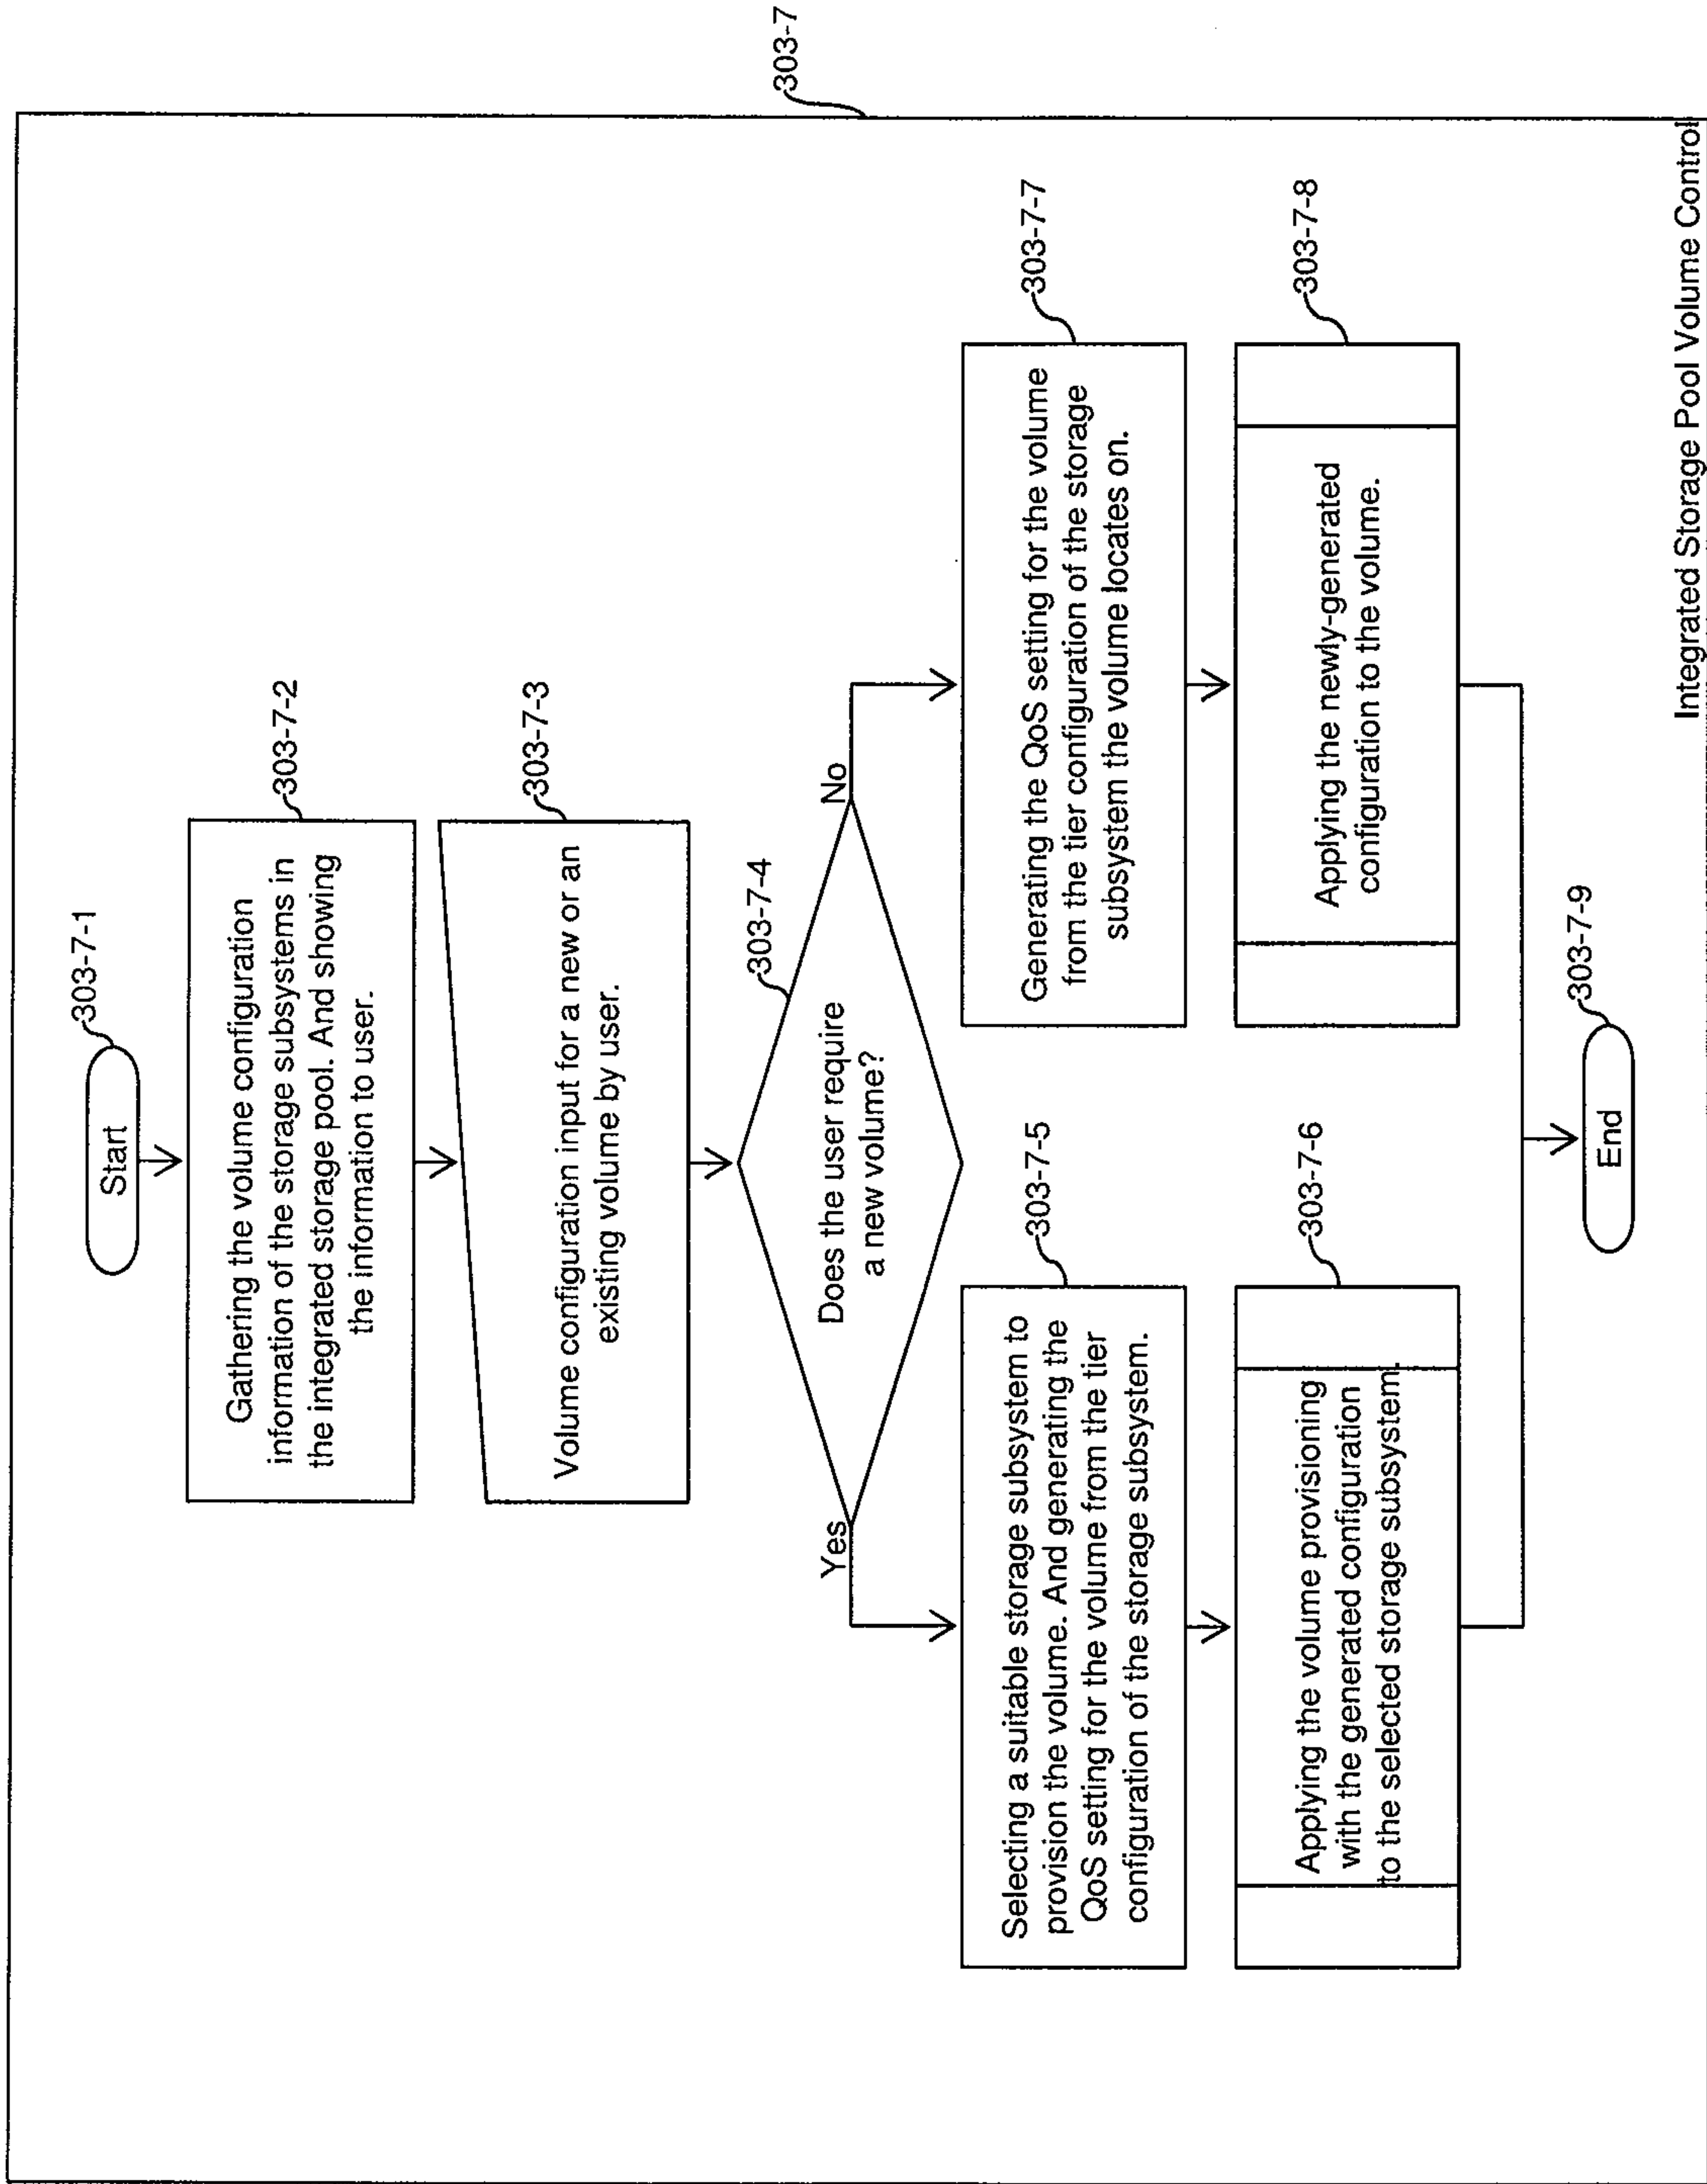 303-7
303-7-1
Start
303-7-2
Gathering the volume configuration
information of the storage subsystems in
the integrated storage pool. And showing
the information to user.
303-7-3
Volume configuration input for a new or an
existing volume by user.
303-7-4
Does the user require
a new volume?
Yes
No
303-7-5
Selecting a suitable storage subsystem to
provision the volume. And generating the
QoS setting for the volume from the tier
configuration of the storage subsystem.
303-7-6
Applying the volume provisioning
with the generated configuration
to the selected storage subsystem.
303-7-7
Generating the QoS setting for the volume
from the tier configuration of the storage
subsystem the volume locates on.
303-7-8
Applying the newly-generated
configuration to the volume.
303-7-9
End
Integrated Storage Pool Volume Control